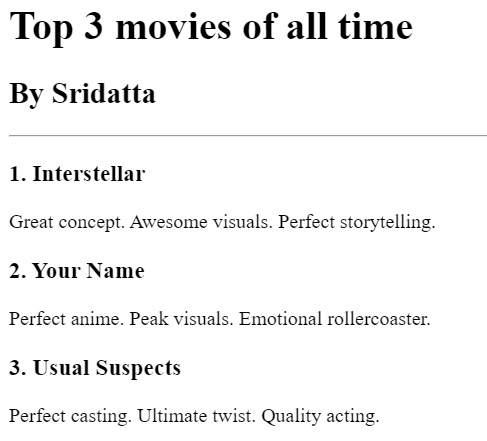 Top 3 movies of all time
By Sridatta
1. Interstellar
Great concept. Awesome visuals. Perfect storytelling.
2. Your Name
Perfect anime. Peak visuals. Emotional rollercoaster.
3. Usual Suspects
Perfect casting. Ultimate twist. Quality acting.